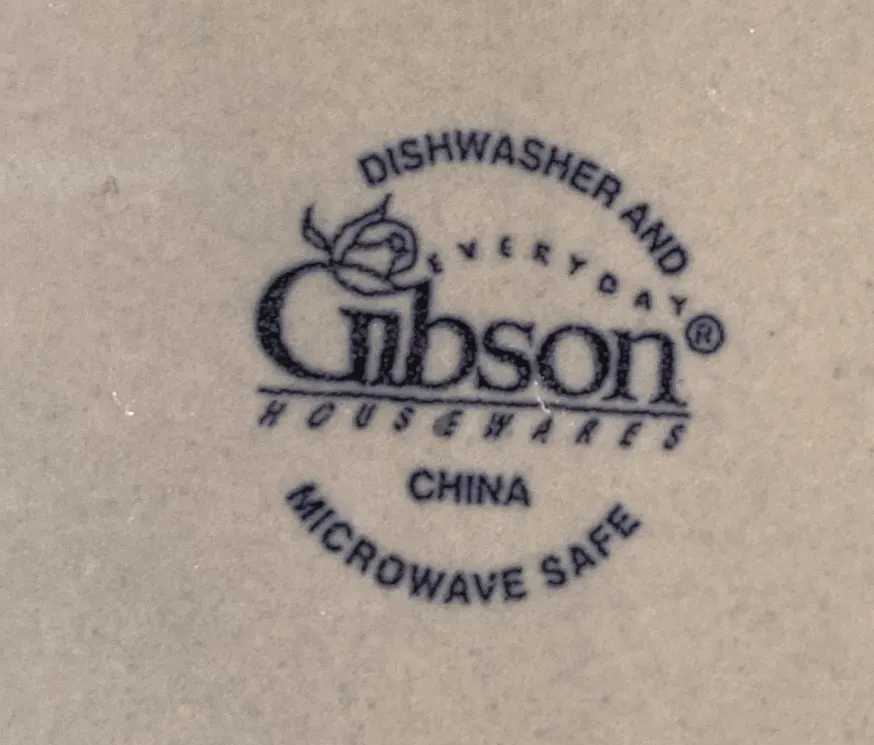 DISHWASHER AND
EVERYDAY
Gibson®
HOUSEWARES
CHINA
MICROWAVE SAFE